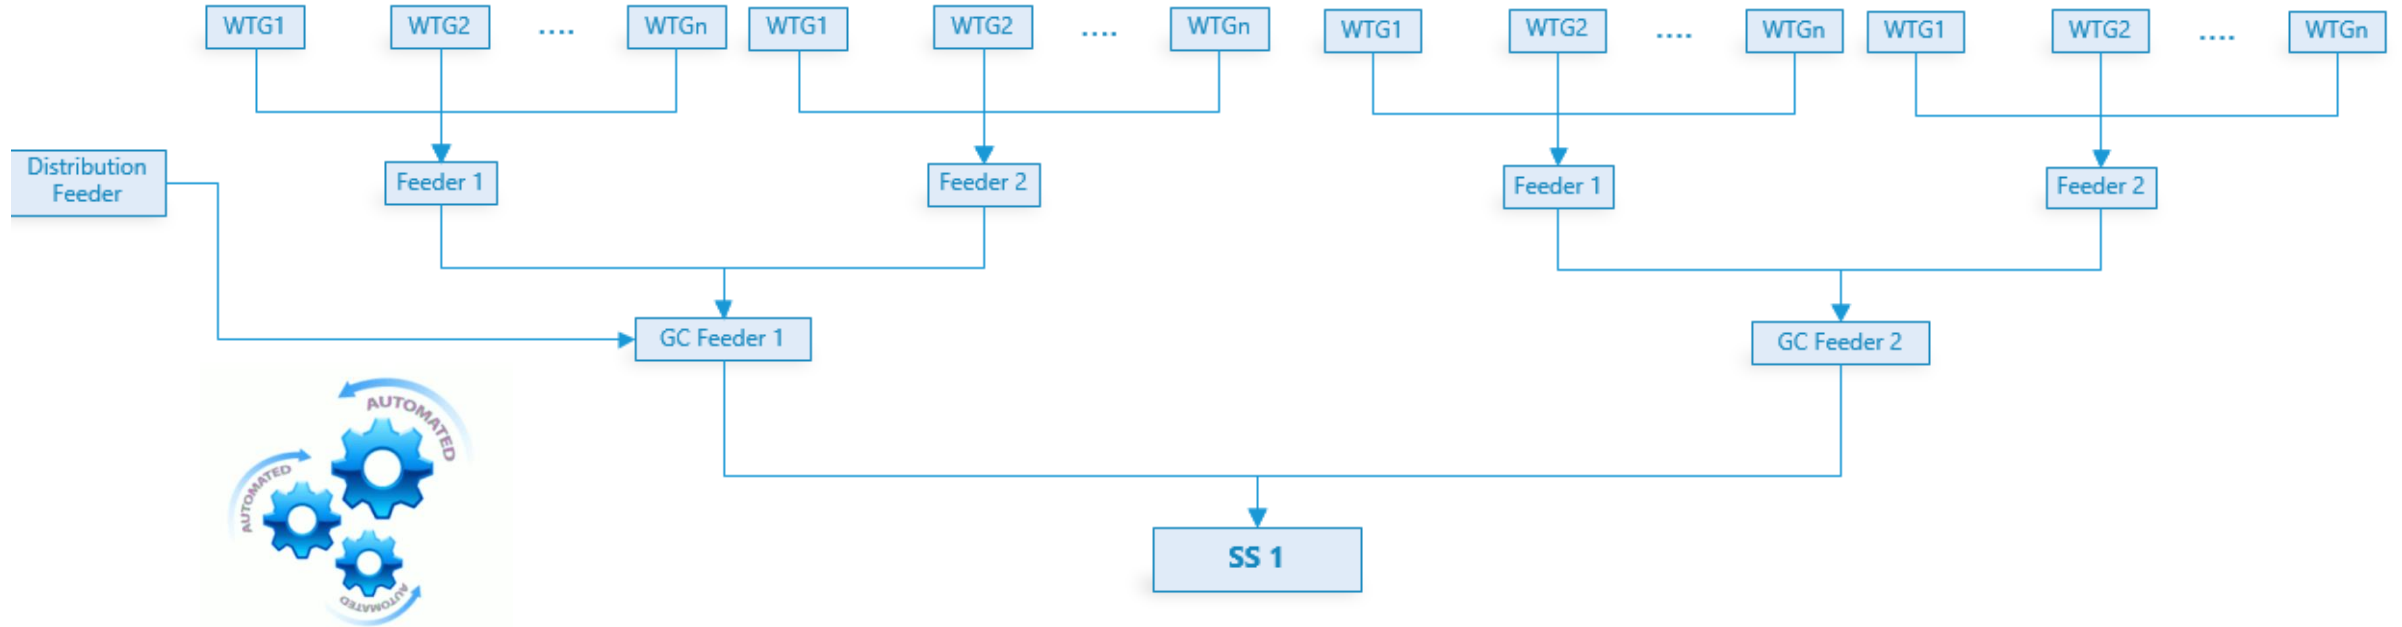 WTG1
WTG2
....
WTGn
WTG1
WTG2
....
WTGn
WTG1
WTG2
....
WTGn
WTG1
WTG2
....
WTGn
Distribution
Feeder
Feeder 1
Feeder 2
Feeder 1
Feeder 2
GC Feeder 1
GC Feeder 2
AUTOMATED
AUTOMATED
AUTOMATED
SS 1